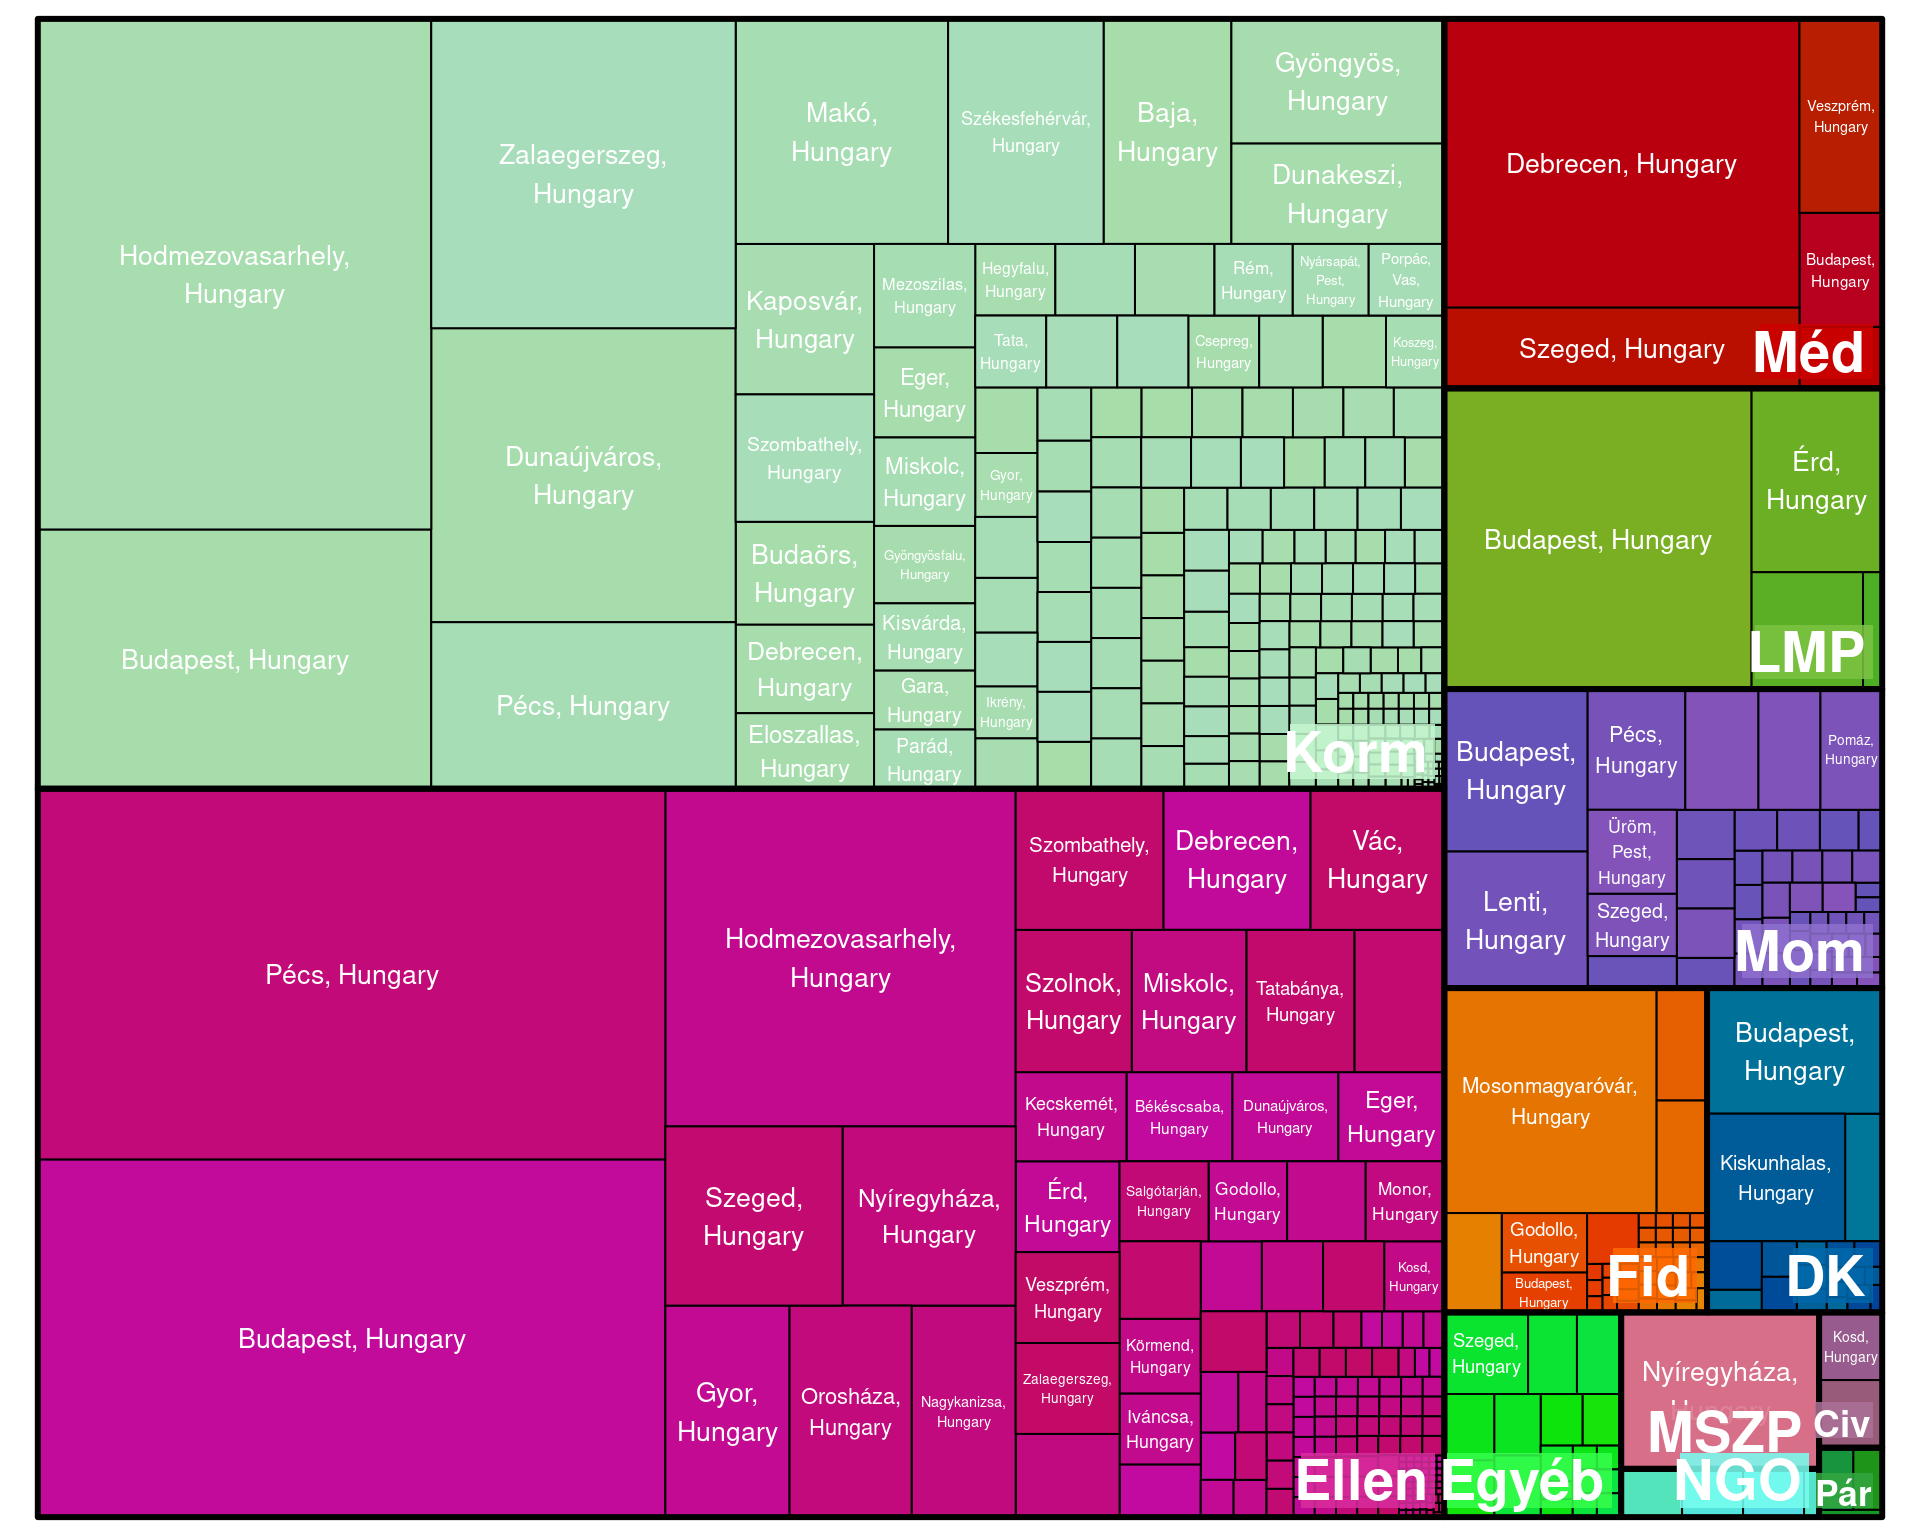 Hodmezovasarhely,
Hungary
Budapest, Hungary
Zalaegerszeg,
Hungary
Dunaújváros,
Hungary
Pécs, Hungary
Makó,
Hungary
Székesfehérvár,
Hungary
Baja,
Hungary
Gyöngyös,
Hungary
Dunakeszi,
Hungary
Kaposvár,
Hungary
Szombathely,
Hungary
Budaörs,
Hungary
Debrecen,
Hungary
Eloszallas,
Hungary
Mezoszilas,
Hungary
Eger,
Hungary
Miskolc,
Hungary
Gyöngyösfalu,
Hungary
Kisvárda,
Hungary
Gara,
Hungary
Parád,
Hungary
Hegyfalu,
Hungary
Rém,
Hungary
Nyársapát,
Pest,
Hungary
Porpác,
Vas,
Hungary
Tata,
Hungary
Csepreg,
Hungary
Koszeg,
Hungary
Gyor,
Hungary
Ikrény,
Hungary
Korm
Pécs, Hungary
Budapest, Hungary
Hodmezovasarhely,
Hungary
Szeged,
Hungary
Nyíregyháza,
Hungary
Gyor,
Hungary
Orosháza,
Hungary
Nagykanizsa,
Hungary
Szombathely,
Hungary
Debrecen,
Hungary
Vác,
Hungary
Szolnok,
Hungary
Miskolc,
Hungary
Tatabánya,
Hungary
Kecskemét,
Hungary
Békéscsaba,
Hungary
Dunaújváros,
Hungary
Eger,
Hungary
Érd,
Hungary
Salgótarján,
Hungary
Godollo,
Hungary
Monor,
Hungary
Veszprém,
Hungary
Zalaegerszeg,
Hungary
Kosd,
Hungary
Körmend,
Hungary
Iváncsa,
Hungary
Ellen
Debrecen, Hungary
Veszprém,
Hungary
Budapest,
Hungary
Szeged, Hungary
Méd
Budapest, Hungary
Érd,
Hungary
LMP
Budapest,
Hungary
Lenti,
Hungary
Pécs,
Hungary
Pomáz,
Hungary
Üröm,
Pest,
Hungary
Szeged,
Hungary
Mom
Mosonmagyaróvár,
Hungary
Godollo,
Hungary
Budapest,
Hungary
Fid
Budapest,
Hungary
Kiskunhalas,
Hungary
DK
Szeged,
Hungary
Egyéb
Nyíregyháza,
Hungary
MSZP
Kosd,
Hungary
Civ
NGO
Pár